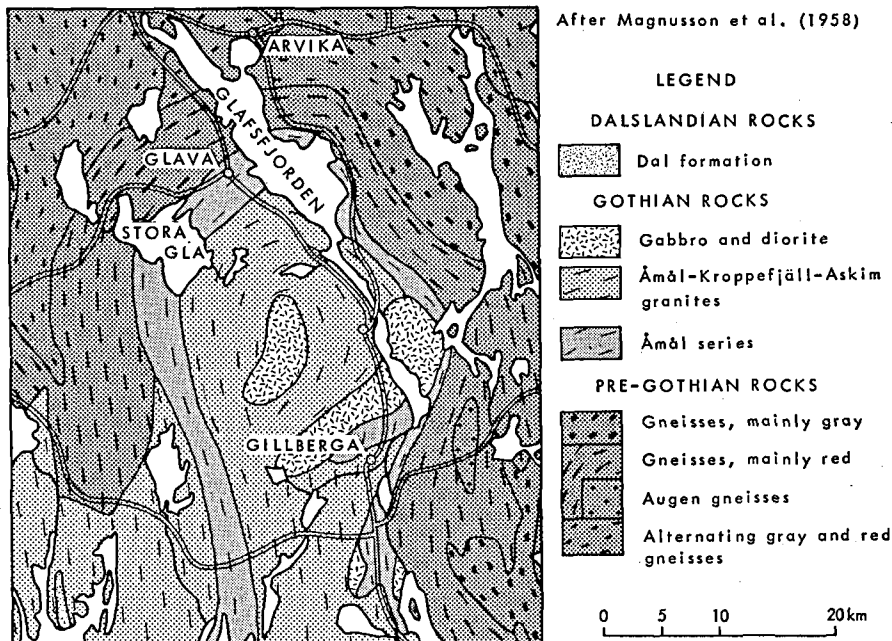 ARVIKA
GLAFSFJORDEN
GLAVA
STORA
GLA
GILLBERGA
After Magnusson et al. (1958)
LEGEND
DALSLANDIAN ROCKS
Dal formation
GOTHIAN ROCKS
Gabbro and diorite
Åmål-Kroppefjäll-Askim
granites
Åmål series
PRE-GOTHIAN ROCKS
Gneisses, mainly gray
Gneisses, mainly red
Augen gneisses
Alternating gray and red
gneisses
0 5 10 20 km